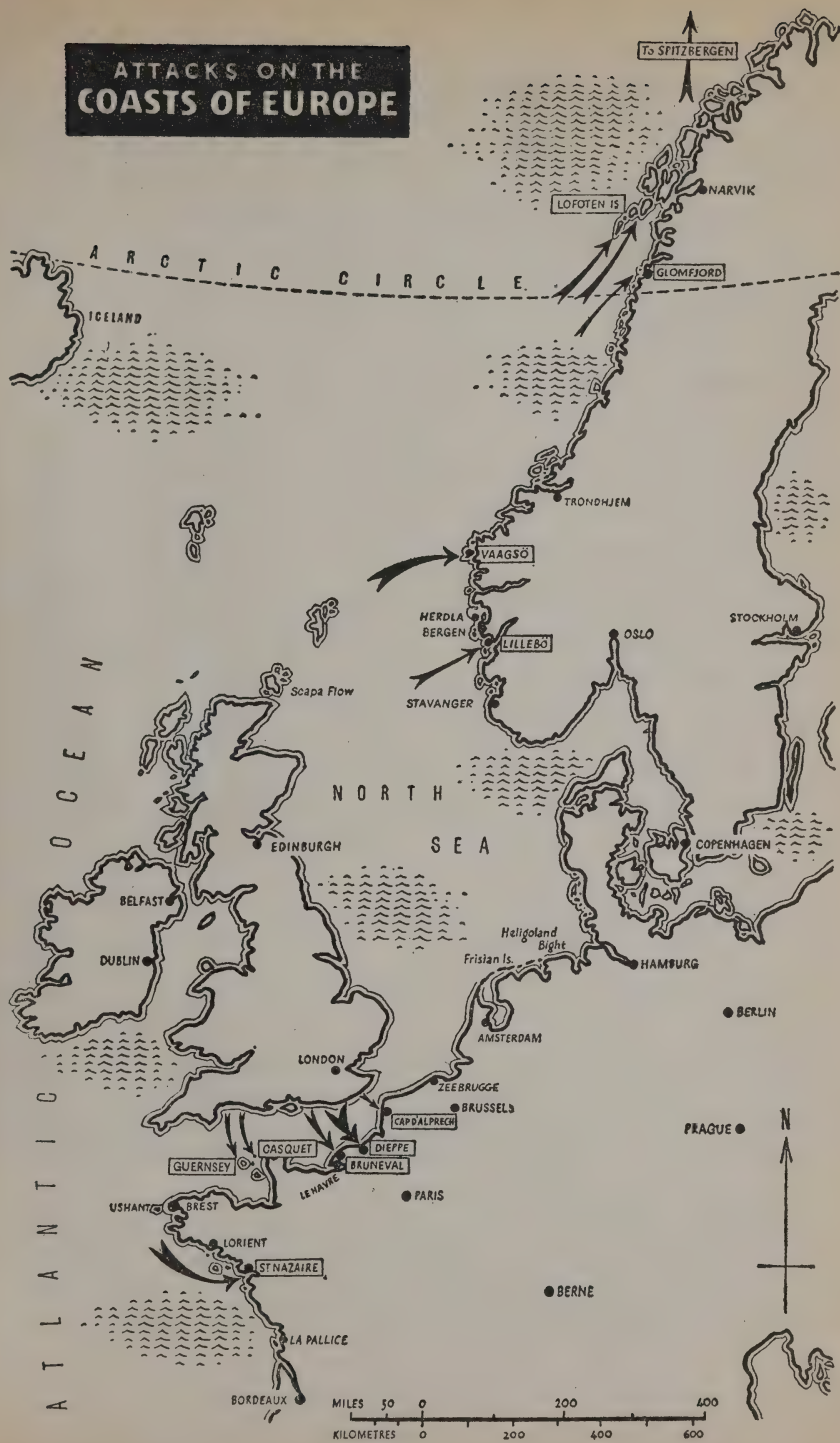 ATTACKS ON THE
COASTS OF EUROPE
To SPITZBERGEN
NARVIK
LOFOTEN IS
ARCTIC CIRCLE
GLOMFJORD
ICELAND
TRONDHJEM
VAAGSÖ
HERDLA
BERGEN
STOCKHOLM
OSLO
LILLEBÖ
Scapa Flow
STAVANGER
NORTH
SEA
EDINBURGH
COPENHAGEN
BELFAST
Heligoland
Bight
Frisian Is.
DUBLIN
HAMBURG
BERLIN
AMSTERDAM
LONDON
ZEEBRUGGE
BRUSSELS
CAP D'ALPRECH
PRAGUE
N
CASQUET
DIEPPE
GUERNSEY
BRUNEVAL
LE HAVRE
PARIS
USHANT
BREST
LORIENT
ST NAZAIRE
BERNE
LA PALLICE
ATLANTIC OCEAN
BORDEAUX
MILES 50 0 200 400
KILOMETRES 0 200 400 600